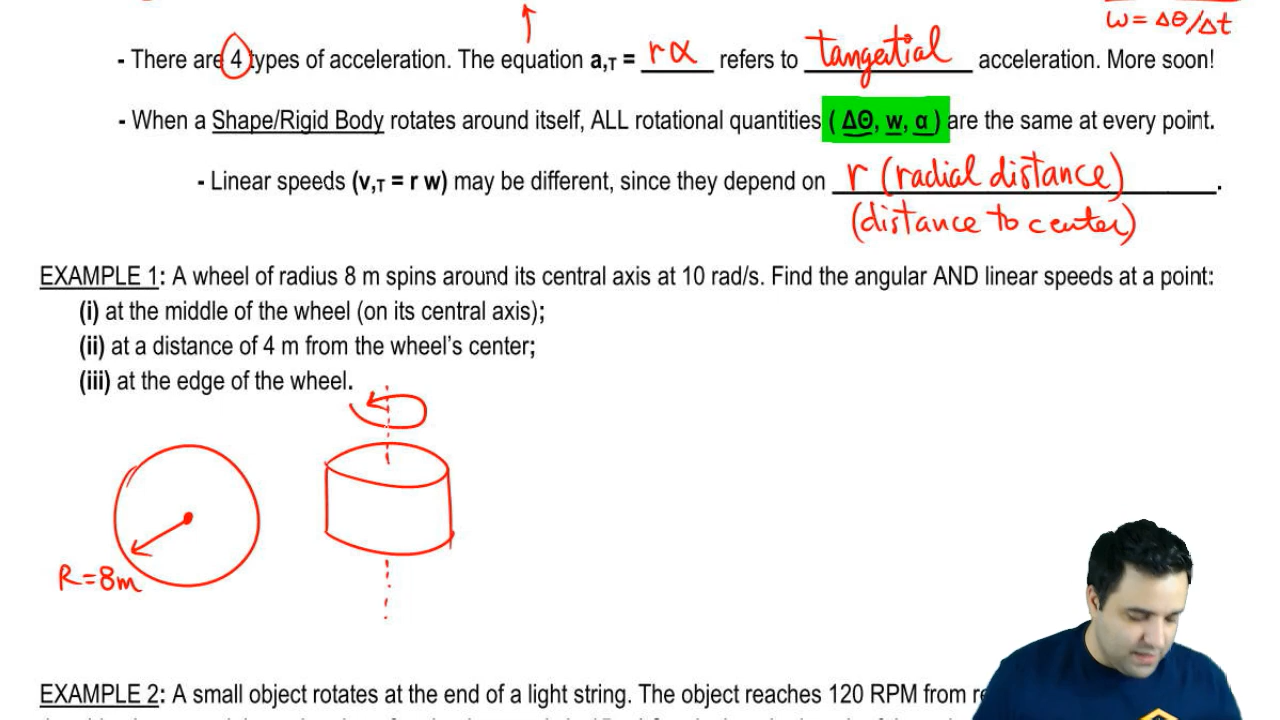 ω = Δθ/Δt
- There are 4 types of acceleration. The equation a,T = rα refers to tangential acceleration. More soon!
- When a Shape/Rigid Body rotates around itself, ALL rotational quantities ( ΔΘ, w, α ) are the same at every point.
- Linear speeds (v,T = r w) may be different, since they depend on r (radial distance).
(distance to center)
EXAMPLE 1: A wheel of radius 8 m spins around its central axis at 10 rad/s. Find the angular AND linear speeds at a point:
(i) at the middle of the wheel (on its central axis);
(ii) at a distance of 4 m from the wheel's center;
(iii) at the edge of the wheel.
R = 8m
EXAMPLE 2: A small object rotates at the end of a light string. The object reaches 120 RPM from